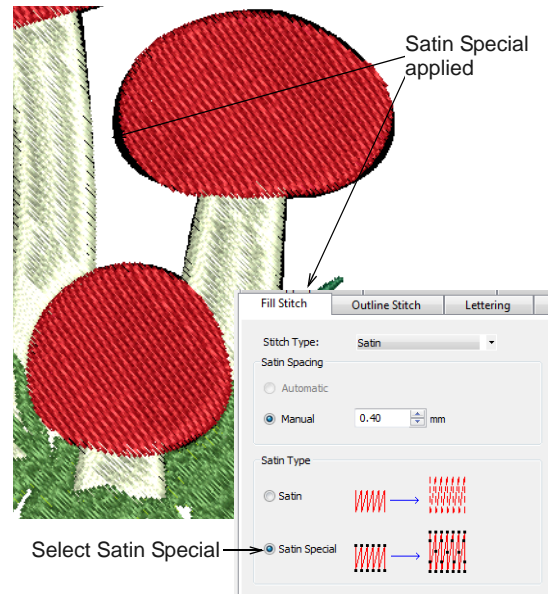 Satin Special
applied
Fill Stitch Outline Stitch Lettering
Stitch Type: Satin
Satin Spacing
Automatic
Manual 0.40 mm
Satin Type
Satin
Select Satin Special
Satin Special